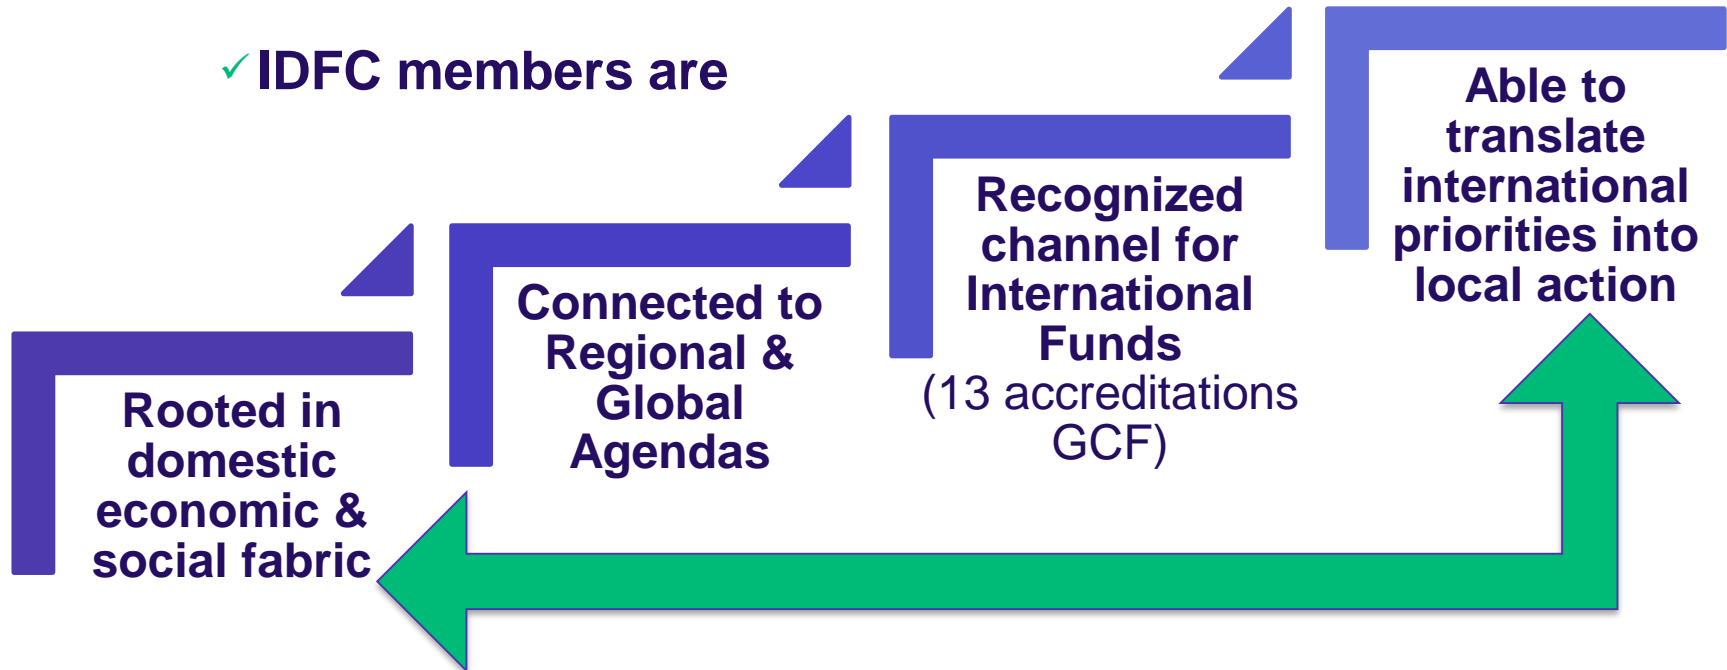 ✓ IDFC members are
Rooted in
domestic
economic &
social fabric
Connected to
Regional &
Global
Agendas
Recognized
channel for
International
Funds
(13 accreditations
GCF)
Able to
translate
international
priorities into
local action